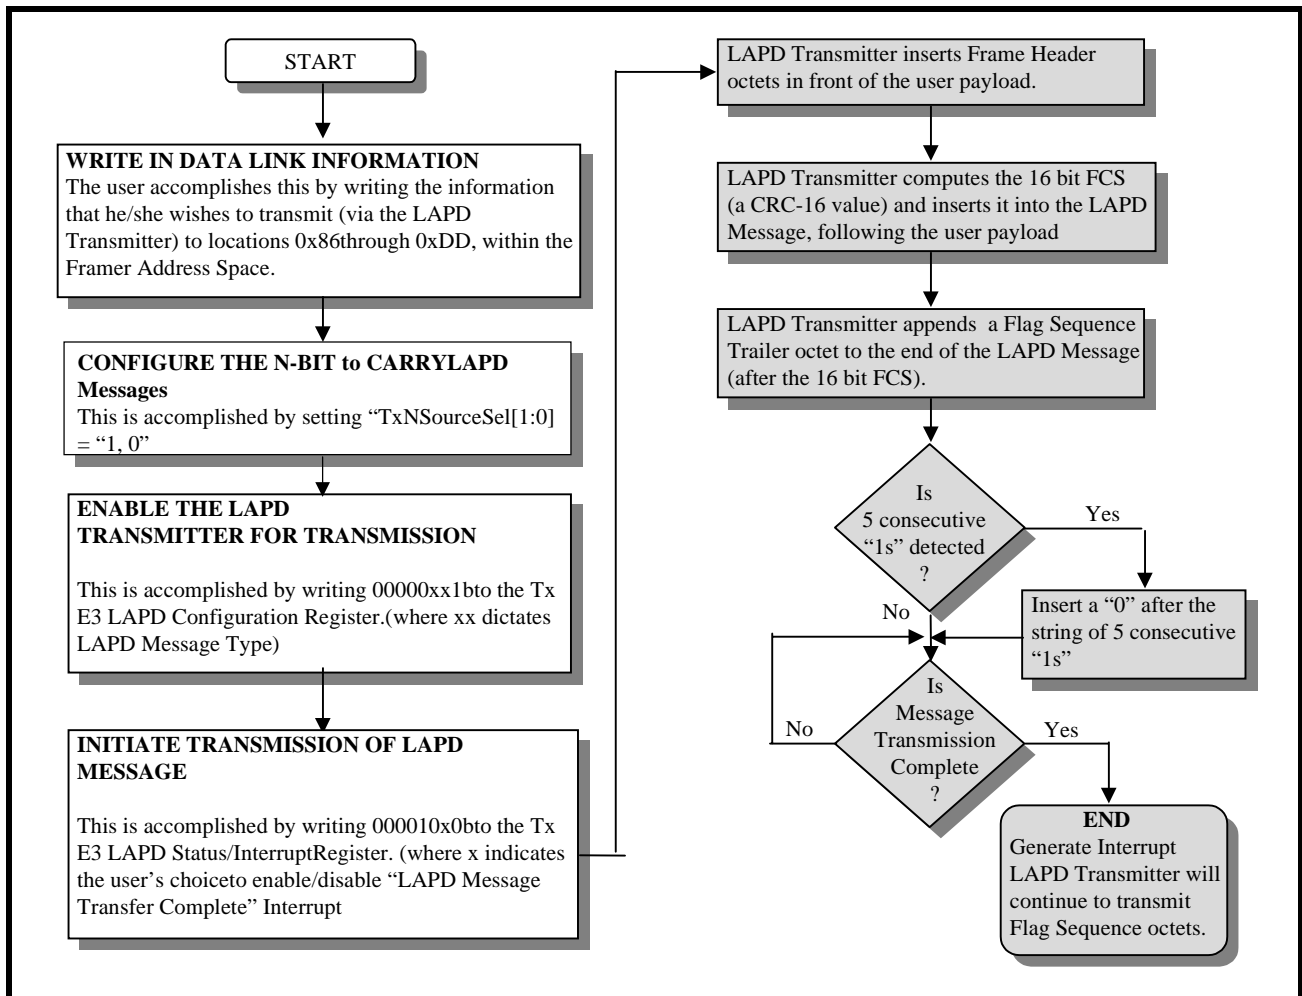 START
WRITE IN DATA LINK INFORMATION
The user accomplishes this by writing the information
that he/she wishes to transmit (via the LAPD
Transmitter) to locations 0x86through 0xDD, within the
Framer Address Space.
CONFIGURE THE N-BIT to CARRYLAPD
Messages
This is accomplished by setting “TxNSourceSel[1:0]
= “1, 0”
ENABLE THE LAPD
TRANSMITTER FOR TRANSMISSION
This is accomplished by writing 00000xx1bto the Tx
E3 LAPD Configuration Register.(where xx dictates
LAPD Message Type)
INITIATE TRANSMISSION OF LAPD
MESSAGE
This is accomplished by writing 000010x0bto the Tx
E3 LAPD Status/InterruptRegister. (where x indicates
the user’s choiceto enable/disable “LAPD Message
Transfer Complete” Interrupt
LAPD Transmitter inserts Frame Header
octets in front of the user payload.
LAPD Transmitter computes the 16 bit FCS
(a CRC-16 value) and inserts it into the LAPD
Message, following the user payload
LAPD Transmitter appends a Flag Sequence
Trailer octet to the end of the LAPD Message
(after the 16 bit FCS).
Is
5 consecutive
“1s” detected
?
Yes
No
Insert a “0” after the
string of 5 consecutive
“1s”
Is
Message
Transmission
Complete
?
No
Yes
END
Generate Interrupt
LAPD Transmitter will
continue to transmit
Flag Sequence octets.